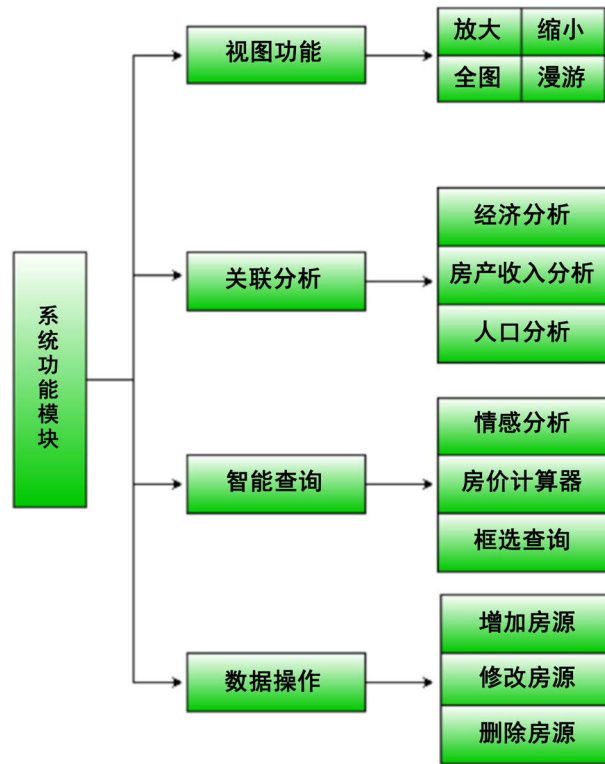 视图功能
放大
缩小
全图
漫游
系统功能模块
关联分析
经济分析
房产收入分析
人口分析
智能查询
情感分析
房价计算器
框选查询
数据操作
增加房源
修改房源
删除房源